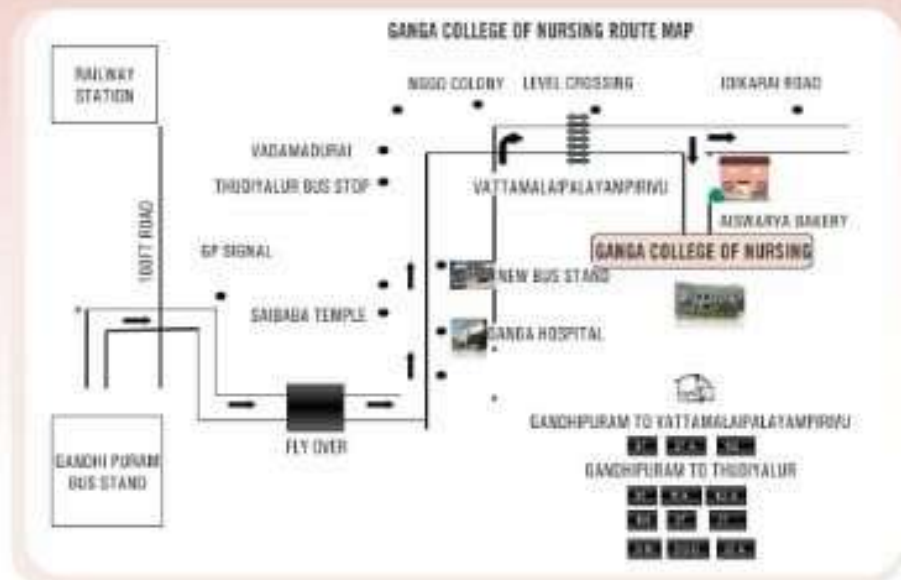 GANGA COLLEGE OF NURSING ROUTE MAP
RAILWAY
STATION
NGGO COLONY
LEVEL CROSSING
IDIKARAI ROAD
VADAMADURAI
THUDIYALUR BUS STOP
VATTAMALAIPALAYAMPIRIVU
AISWARYA BAKERY
100FT ROAD
GP SIGNAL
GANGA COLLEGE OF NURSING
NEW BUS STAND
SAIBABA TEMPLE
GANGA HOSPITAL
FLY OVER
GANDHI PURAM
BUS STAND
GANDHIPURAM TO VATTAMALAIPALAYAMPIRIVU
GANDHIPURAM TO THUDIYALUR